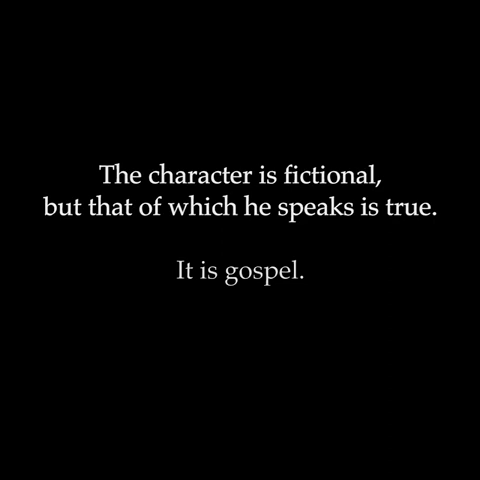 The character is fictional,
but that of which he speaks is true.
It is gospel.